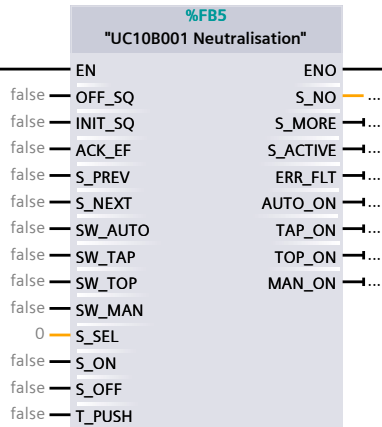 %FB5
"UC10B001 Neutralisation"
EN ENO
false OFF_SQ S_NO ...
false INIT_SQ S_MORE ...
false ACK_EF S_ACTIVE ...
false S_PREV ERR_FLT ...
false S_NEXT AUTO_ON ...
false SW_AUTO TAP_ON ...
false SW_TAP TOP_ON ...
false SW_TOP MAN_ON ...
false SW_MAN
0 S_SEL
false S_ON
false S_OFF
false T_PUSH